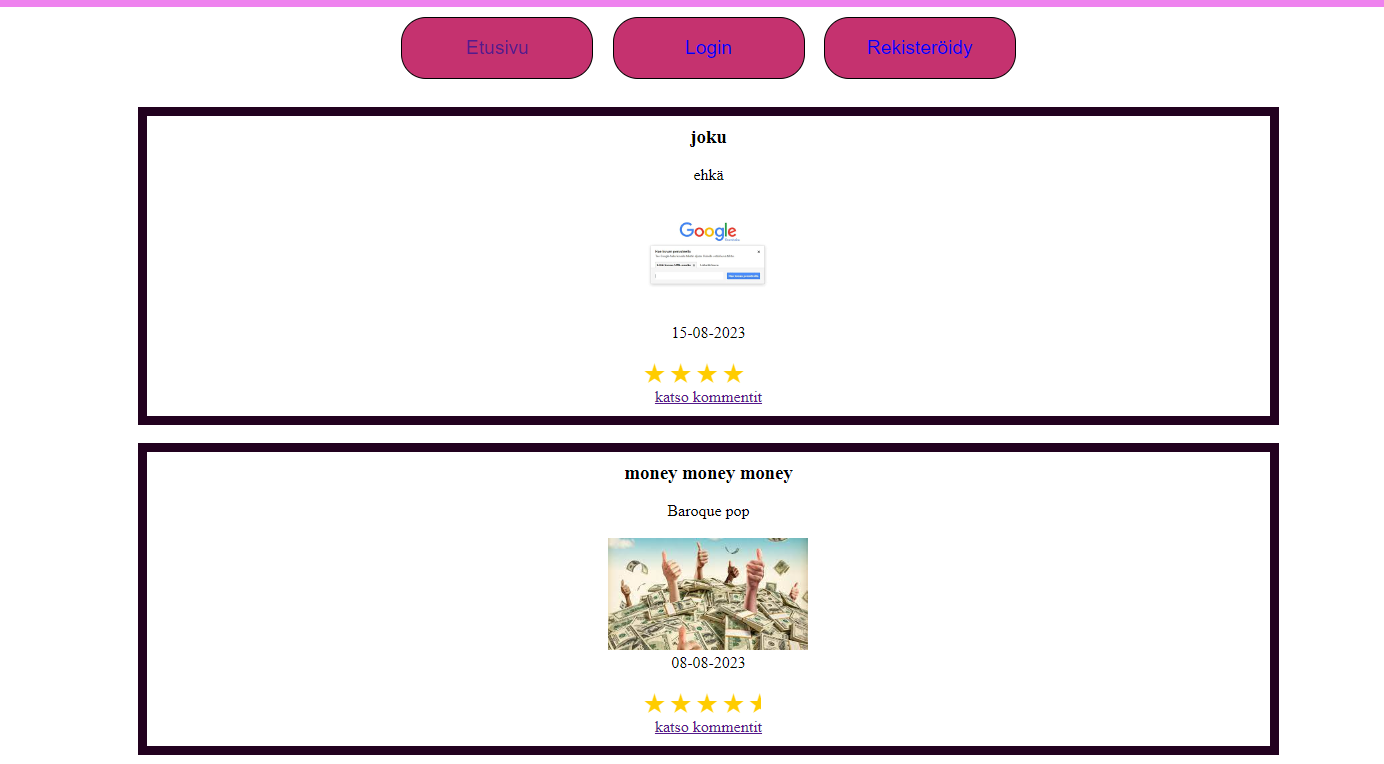 Etusivu
Login
Rekisteröidy
joku
ehkä
Google
15-08-2023
★ ★ ★ ★
katso kommentit
money money money
Baroque pop
08-08-2023
katso kommentit